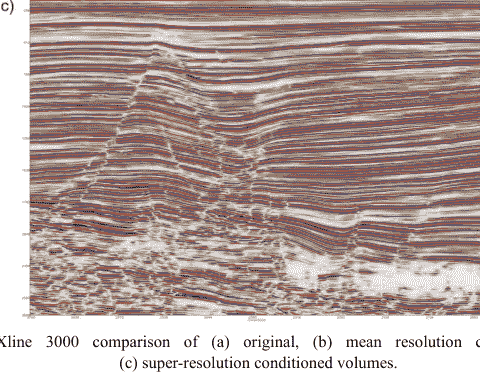 c)
Xline 3000 comparison of (a) original, (b) mean resolution c
(c) super-resolution conditioned volumes.